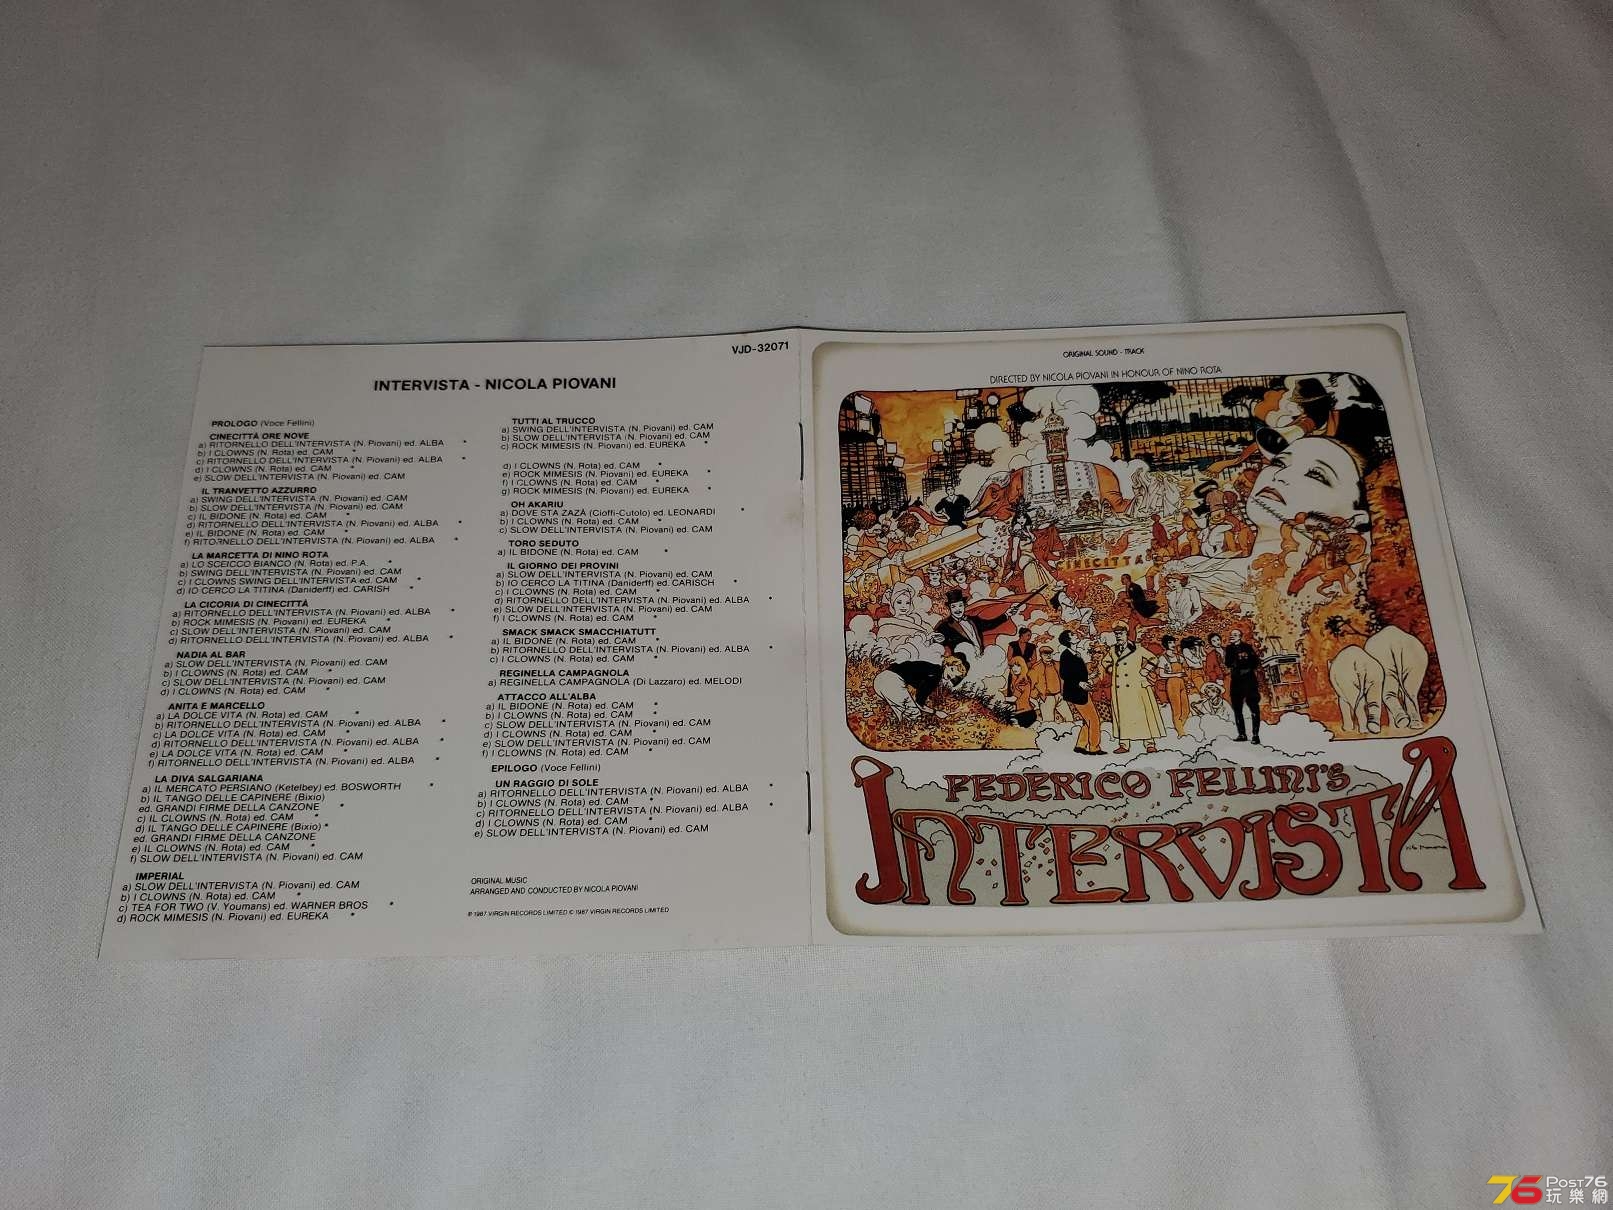 VJD-32071
INTERVISTA - NICOLA PIOVANI
PROLOGO (Voce Fellini)
CINECITTÀ ORE NOVE
a) RITORNELLO DELL'INTERVISTA (N. Piovani) ed. ALBA *
b) I CLOWNS (N. Rota) ed. CAM *
c) RITORNELLO DELL'INTERVISTA (N. Piovani) ed. ALBA *
d) I CLOWNS (N. Rota) ed. CAM *
e) SLOW DELL'INTERVISTA (N. Piovani) ed. CAM
IL TRANVETTO AZZURRO
a) SWING DELL'INTERVISTA (N. Piovani) ed. CAM
b) SLOW DELL'INTERVISTA (N. Piovani) ed. CAM
c) IL BIDONE (N. Rota) ed. CAM *
d) RITORNELLO DELL'INTERVISTA (N. Piovani) ed. ALBA *
e) IL BIDONE (N. Rota) ed. CAM *
f) RITORNELLO DELL'INTERVISTA (N. Piovani) ed. ALBA *
LA MARCETTA DI NINO ROTA
a) LO SCEICCO BIANCO (N. Rota) ed. P.A. *
b) SWING DELL'INTERVISTA (N. Piovani) ed. CAM
c) I CLOWNS SWING DELL'INTERVISTA (N. Piovani) ed. CAM *
d) IO CERCO LA TITINA (Daniderff) ed. CARISH *
LA CICORIA DI CINECITTÀ
a) RITORNELLO DELL'INTERVISTA (N. Piovani) ed. ALBA *
b) ROCK MIMESIS (N. Piovani) ed. EUREKA *
c) SLOW DELL'INTERVISTA (N. Piovani) ed. CAM
d) RITORNELLO DELL'INTERVISTA (N. Piovani) ed. ALBA *
NADIA AL BAR
a) SLOW DELL'INTERVISTA (N. Piovani) ed. CAM
b) I CLOWNS (N. Rota) ed. CAM *
c) SLOW DELL'INTERVISTA (N. Piovani) ed. CAM
d) I CLOWNS (N. Rota) ed. CAM *
ANITA E MARCELLO
a) LA DOLCE VITA (N. Rota) ed. CAM *
b) RITORNELLO DELL'INTERVISTA (N. Piovani) ed. ALBA *
c) LA DOLCE VITA (N. Rota) ed. CAM *
d) RITORNELLO DELL'INTERVISTA (N. Piovani) ed. ALBA *
e) LA DOLCE VITA (N. Rota) ed. CAM *
f) RITORNELLO DELL'INTERVISTA (N. Piovani) ed. ALBA *
LA DIVA SALGARIANA
a) IL MERCATO PERSIANO (Ketelbey) ed. BOSWORTH *
b) IL TANGO DELLE CAPINERE (Bixio)
ed. GRANDI FIRME DELLA CANZONE *
c) IL CLOWNS (N. Rota) ed. CAM *
d) IL TANGO DELLE CAPINERE (Bixio) *
ed. GRANDI FIRME DELLA CANZONE
e) IL CLOWNS (N. Rota) ed. CAM *
f) SLOW DELL'INTERVISTA (N. Piovani) ed. CAM
IMPERIAL
a) SLOW DELL'INTERVISTA (N. Piovani) ed. CAM
b) I CLOWNS (N. Rota) ed. CAM *
c) TEA FOR TWO (V. Youmans) ed. WARNER BROS *
d) ROCK MIMESIS (N. Piovani) ed. EUREKA *
TUTTI AL TRUCCO
a) SWING DELL'INTERVISTA (N. Piovani) ed. CAM
b) SLOW DELL'INTERVISTA (N. Piovani) ed. CAM
c) ROCK MIMESIS (N. Piovani) ed. EUREKA *
d) I CLOWNS (N. Rota) ed. CAM *
e) ROCK MIMESIS (N. Piovani) ed. EUREKA *
f) I CLOWNS (N. Rota) ed. CAM *
g) ROCK MIMESIS (N. Piovani) ed. EUREKA *
OH AKARIU
a) DOVE STA ZAZÀ (Cioffi-Cutolo) ed. LEONARDI *
b) I CLOWNS (N. Rota) ed. CAM *
c) SLOW DELL'INTERVISTA (N. Piovani) ed. CAM
TORO SEDUTO
a) IL BIDONE (N. Rota) ed. CAM *
IL GIORNO DEI PROVINI
a) SLOW DELL'INTERVISTA (N. Piovani) ed. CAM
b) IO CERCO LA TITINA (Daniderff) ed. CARISCH *
c) I CLOWNS (N. Rota) ed. CAM *
d) RITORNELLO DELL'INTERVISTA (N. Piovani) ed. ALBA *
e) SLOW DELL'INTERVISTA (N. Piovani) ed. CAM
f) I CLOWNS (N. Rota) ed. CAM *
SMACK SMACK SMACCHIATUTT
a) IL BIDONE (N. Rota) ed. CAM *
b) RITORNELLO DELL'INTERVISTA (N. Piovani) ed. ALBA *
c) I CLOWNS (N. Rota) ed. CAM *
REGINELLA CAMPAGNOLA
a) REGINELLA CAMPAGNOLA (Di Lazzaro) ed. MELODI
ATTACCO ALL'ALBA
a) IL BIDONE (N. Rota) ed. CAM *
b) I CLOWNS (N. Rota) ed. CAM *
c) SLOW DELL'INTERVISTA (N. Piovani) ed. CAM
d) I CLOWNS (N. Rota) ed. CAM *
e) SLOW DELL'INTERVISTA (N. Piovani) ed. CAM
f) I CLOWNS (N. Rota) ed. CAM *
EPILOGO (Voce Fellini)
UN RAGGIO DI SOLE
a) RITORNELLO DELL'INTERVISTA (N. Piovani) ed. ALBA *
b) I CLOWNS (N. Rota) ed. CAM *
c) RITORNELLO DELL'INTERVISTA (N. Piovani) ed. ALBA *
d) I CLOWNS (N. Rota) ed. CAM *
e) SLOW DELL'INTERVISTA (N. Piovani) ed. CAM
ORIGINAL MUSIC
ARRANGED AND CONDUCTED BY NICOLA PIOVANI
℗ 1987 VIRGIN RECORDS LIMITED © 1987 VIRGIN RECORDS LIMITED
ORIGINAL SOUND - TRACK
DIRECTED BY NICOLA PIOVANI IN HONOUR OF NINO ROTA
CINECITTA
FEDERICO FELLINI'S
INTERVISTA
76 Post76
玩樂網